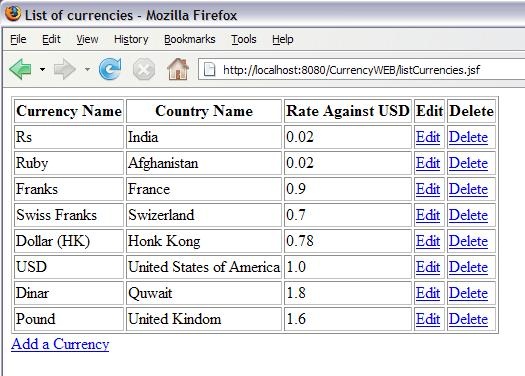 List of currencies - Mozilla Firefox
File Edit View History Bookmarks Tools Help
http://localhost:8080/CurrencyWEB/listCurrencies.jsf
Currency Name Country Name Rate Against USD Edit Delete
Rs India 0.02 Edit Delete
Ruby Afghanistan 0.02 Edit Delete
Franks France 0.9 Edit Delete
Swiss Franks Swizerland 0.7 Edit Delete
Dollar (HK) Honk Kong 0.78 Edit Delete
USD United States of America 1.0 Edit Delete
Dinar Quwait 1.8 Edit Delete
Pound United Kindom 1.6 Edit Delete
Add a Currency